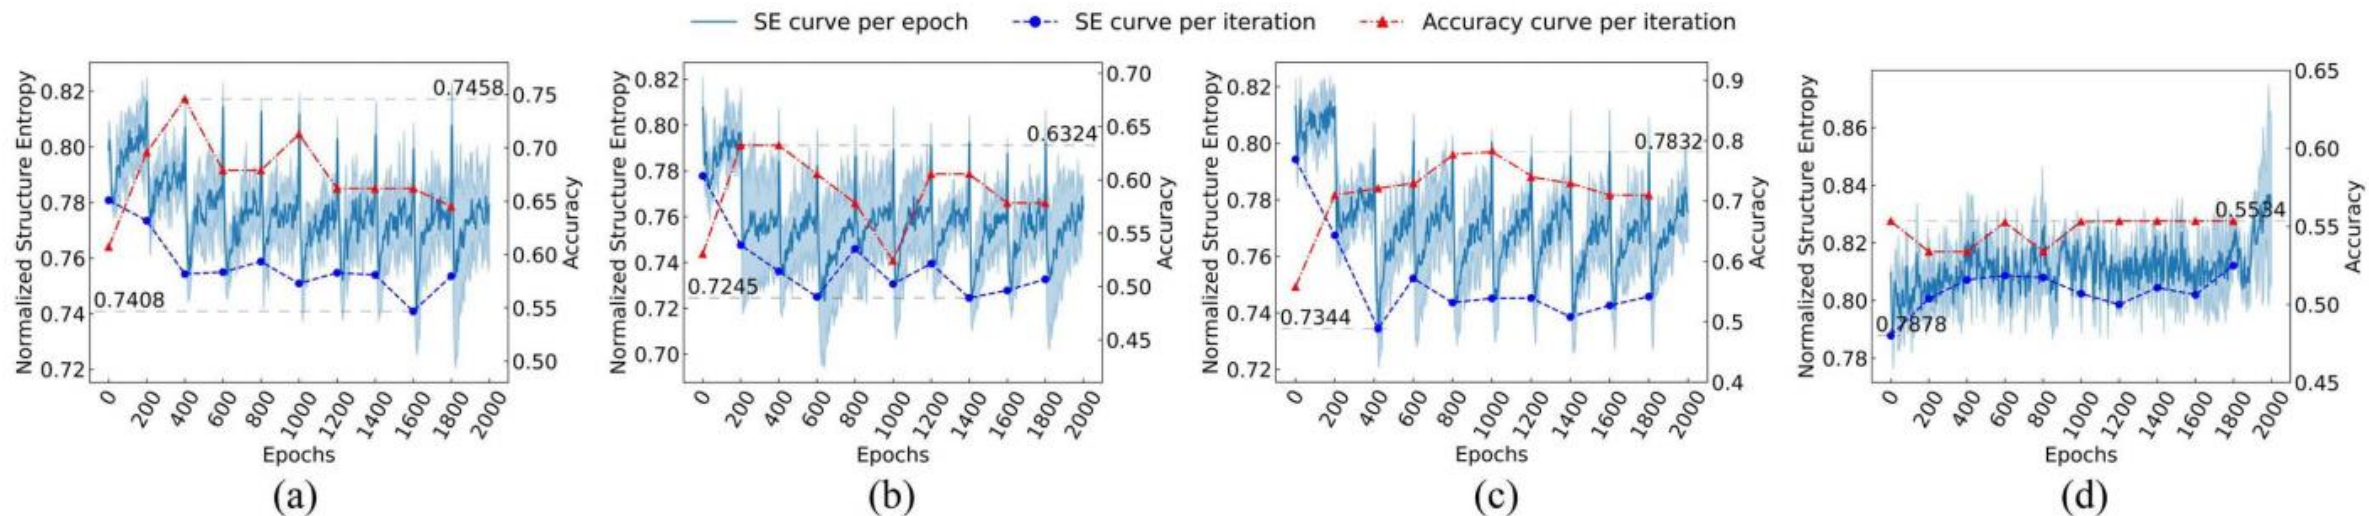 SE curve per epoch SE curve per iteration Accuracy curve per iteration
Normalized Structure Entropy
0.82
0.80
0.78
0.76
0.74
0.72
0.7458
0.7408
0.75
0.70
0.65
0.60
0.55
0.50
Accuracy
0 200 400 600 800 1000 1200 1400 1600 1800 2000
Epochs
(a)
Normalized Structure Entropy
0.82
0.80
0.78
0.76
0.74
0.72
0.70
0.6324
0.7245
0.70
0.65
0.60
0.55
0.50
0.45
Accuracy
0 200 400 600 800 1000 1200 1400 1600 1800 2000
Epochs
(b)
Normalized Structure Entropy
0.82
0.80
0.78
0.76
0.74
0.72
0.7832
0.7344
0.9
0.8
0.7
0.6
0.5
0.4
Accuracy
0 200 400 600 800 1000 1200 1400 1600 1800 2000
Epochs
(c)
Normalized Structure Entropy
0.86
0.84
0.82
0.80
0.78
0.5534
0.7878
0.65
0.60
0.55
0.50
0.45
Accuracy
0 200 400 600 800 1000 1200 1400 1600 1800 2000
Epochs
(d)